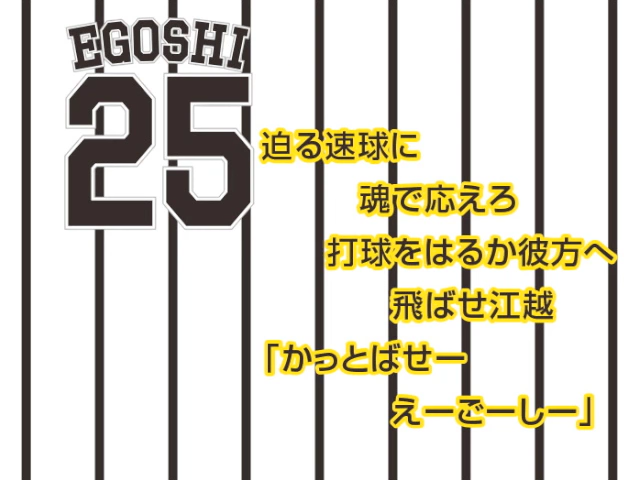 EGOSHI
25
迫る速球に
魂で応えろ
打球をはるか彼方へ
飛ばせ江越
「かっとばせー
えーごーしー」